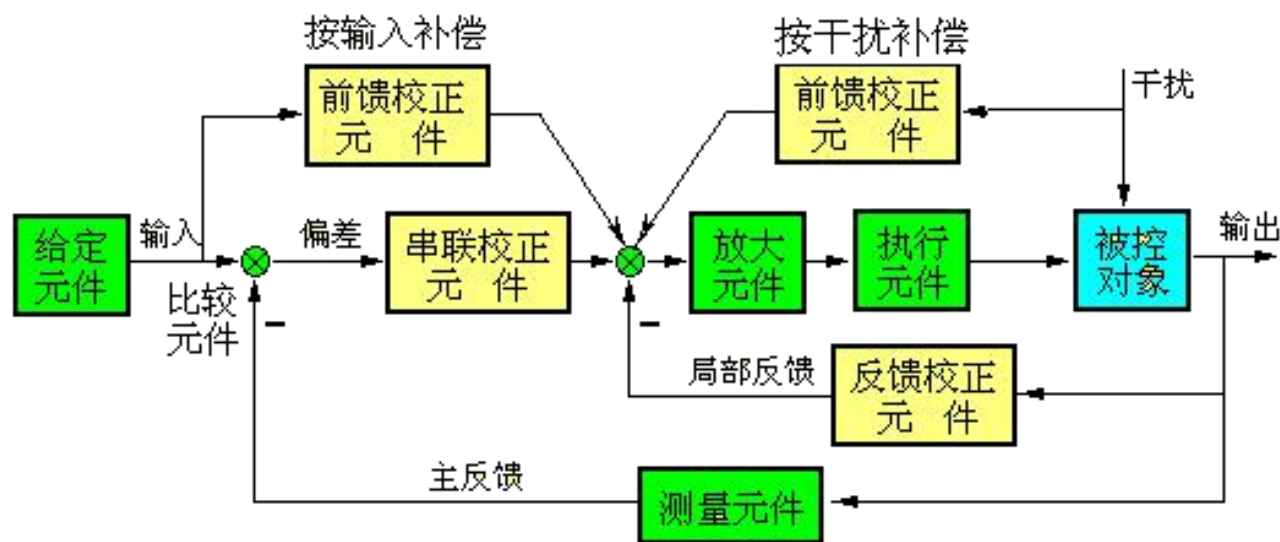 按输入补偿
按干扰补偿
前馈校正
元 件
前馈校正
元 件
干扰
给定
元件
输入
比较
元件
偏差
串联校正
元 件
放大
元件
执行
元件
被控
对象
输出
局部反馈
反馈校正
元 件
主反馈
测量元件